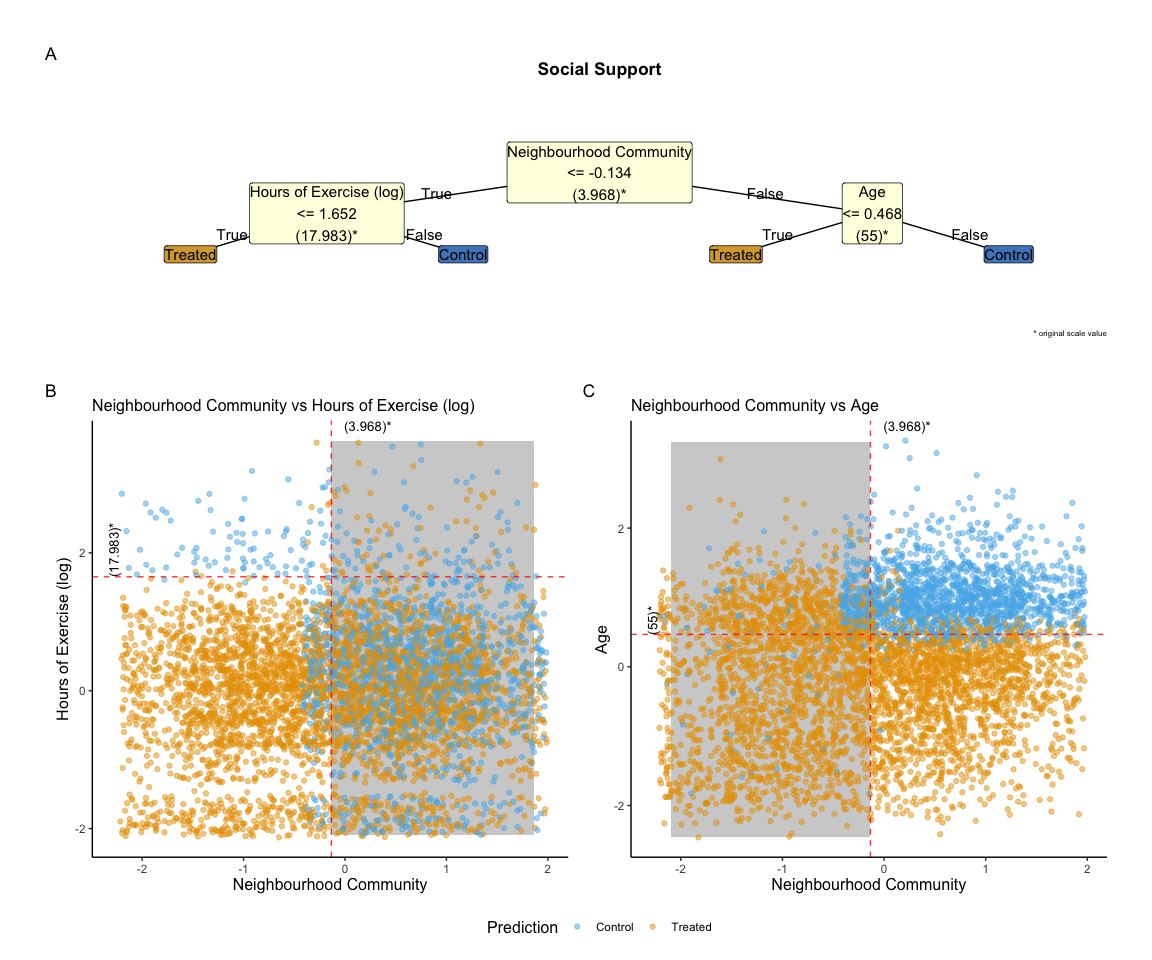 A
Social Support
Neighbourhood Community
<= -0.134
(3.968)*
True
False
Hours of Exercise (log)
<= 1.652
(17.983)*
Age
<= 0.468
(55)*
True
False
True
False
Treated
Control
Treated
Control
* original scale value
B
Neighbourhood Community vs Hours of Exercise (log)
(3.968)*
(17.983)*
Hours of Exercise (log)
2
0
-2
-2
-1
0
1
2
Neighbourhood Community
C
Neighbourhood Community vs Age
(3.968)*
(55)*
Age
2
0
-2
-2
-1
0
1
2
Neighbourhood Community
Prediction
Control
Treated